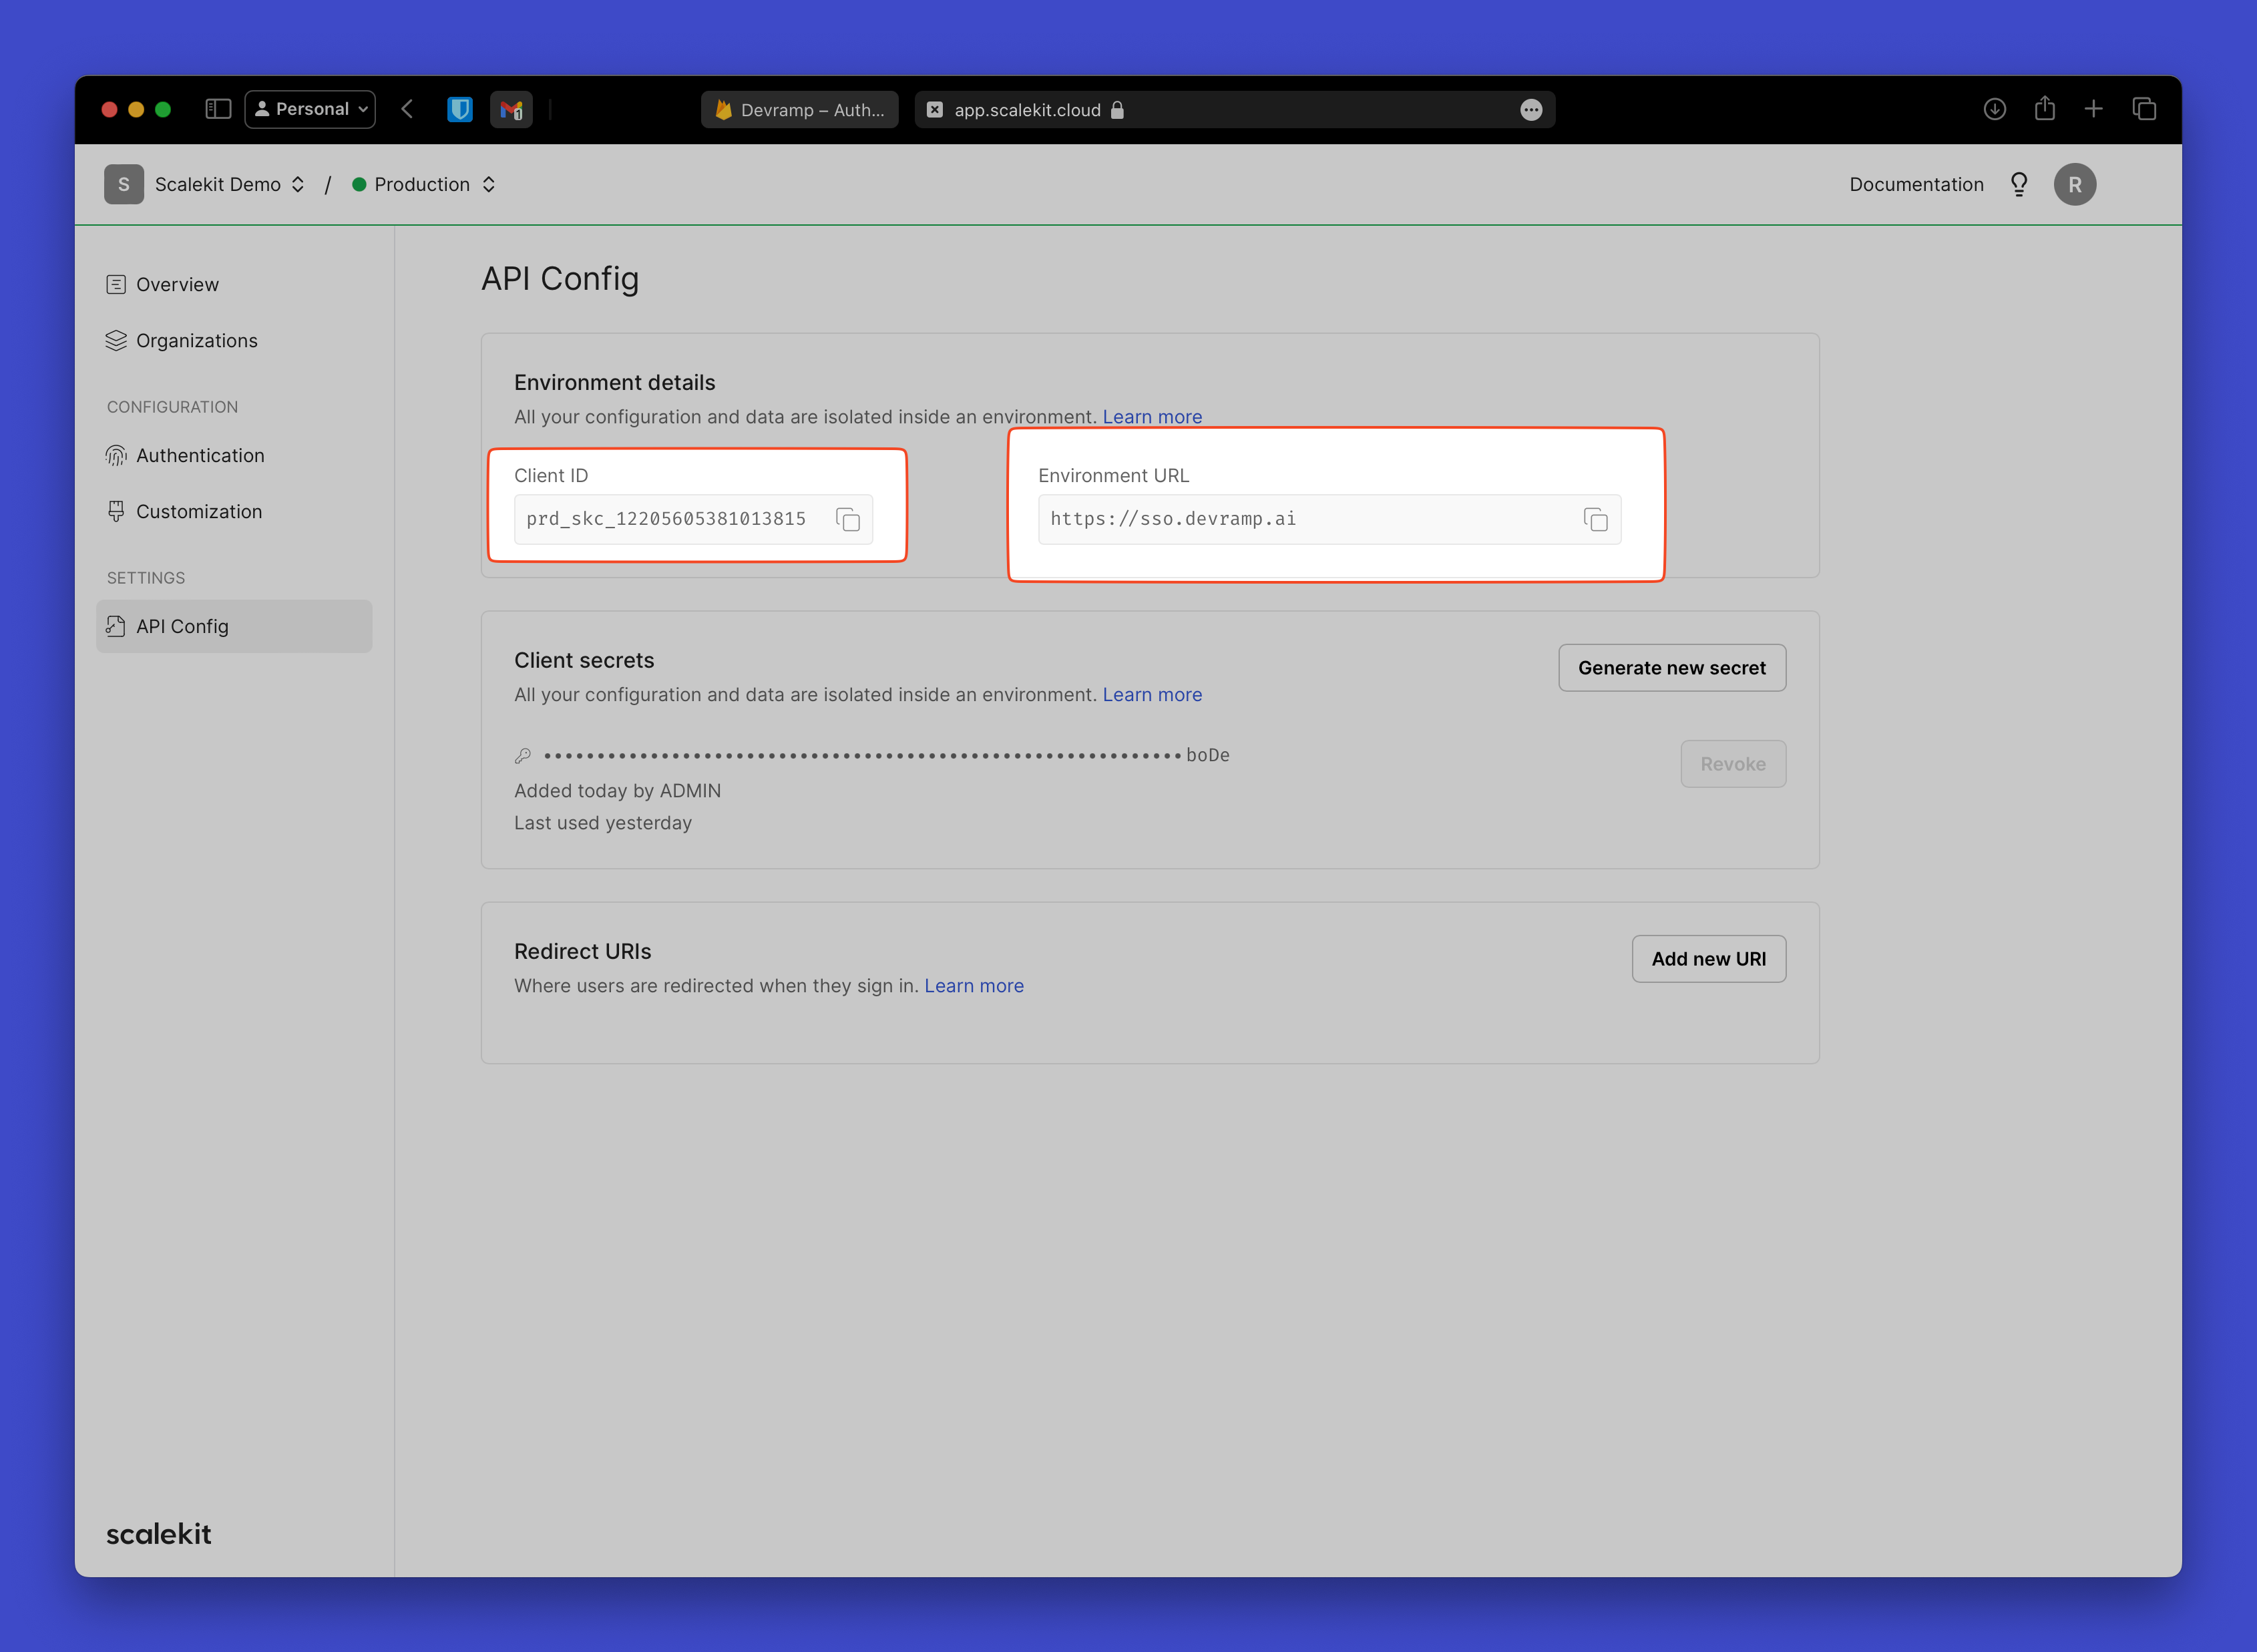 Personal
1
Devramp – Auth...
app.scalekit.cloud
S
Scalekit Demo
/
Production
Documentation
R
Overview
Organizations
CONFIGURATION
Authentication
Customization
SETTINGS
API Config
scalekit
API Config
Environment details
All your configuration and data are isolated inside an environment. Learn more
Client ID
prd_skc_12205605381013815
Environment URL
https://sso.devramp.ai
Client secrets
Generate new secret
All your configuration and data are isolated inside an environment. Learn more
••••••••••••••••••••••••••••••••••••••••••••••••••••••••••••boDe
Revoke
Added today by ADMIN
Last used yesterday
Redirect URIs
Add new URI
Where users are redirected when they sign in. Learn more